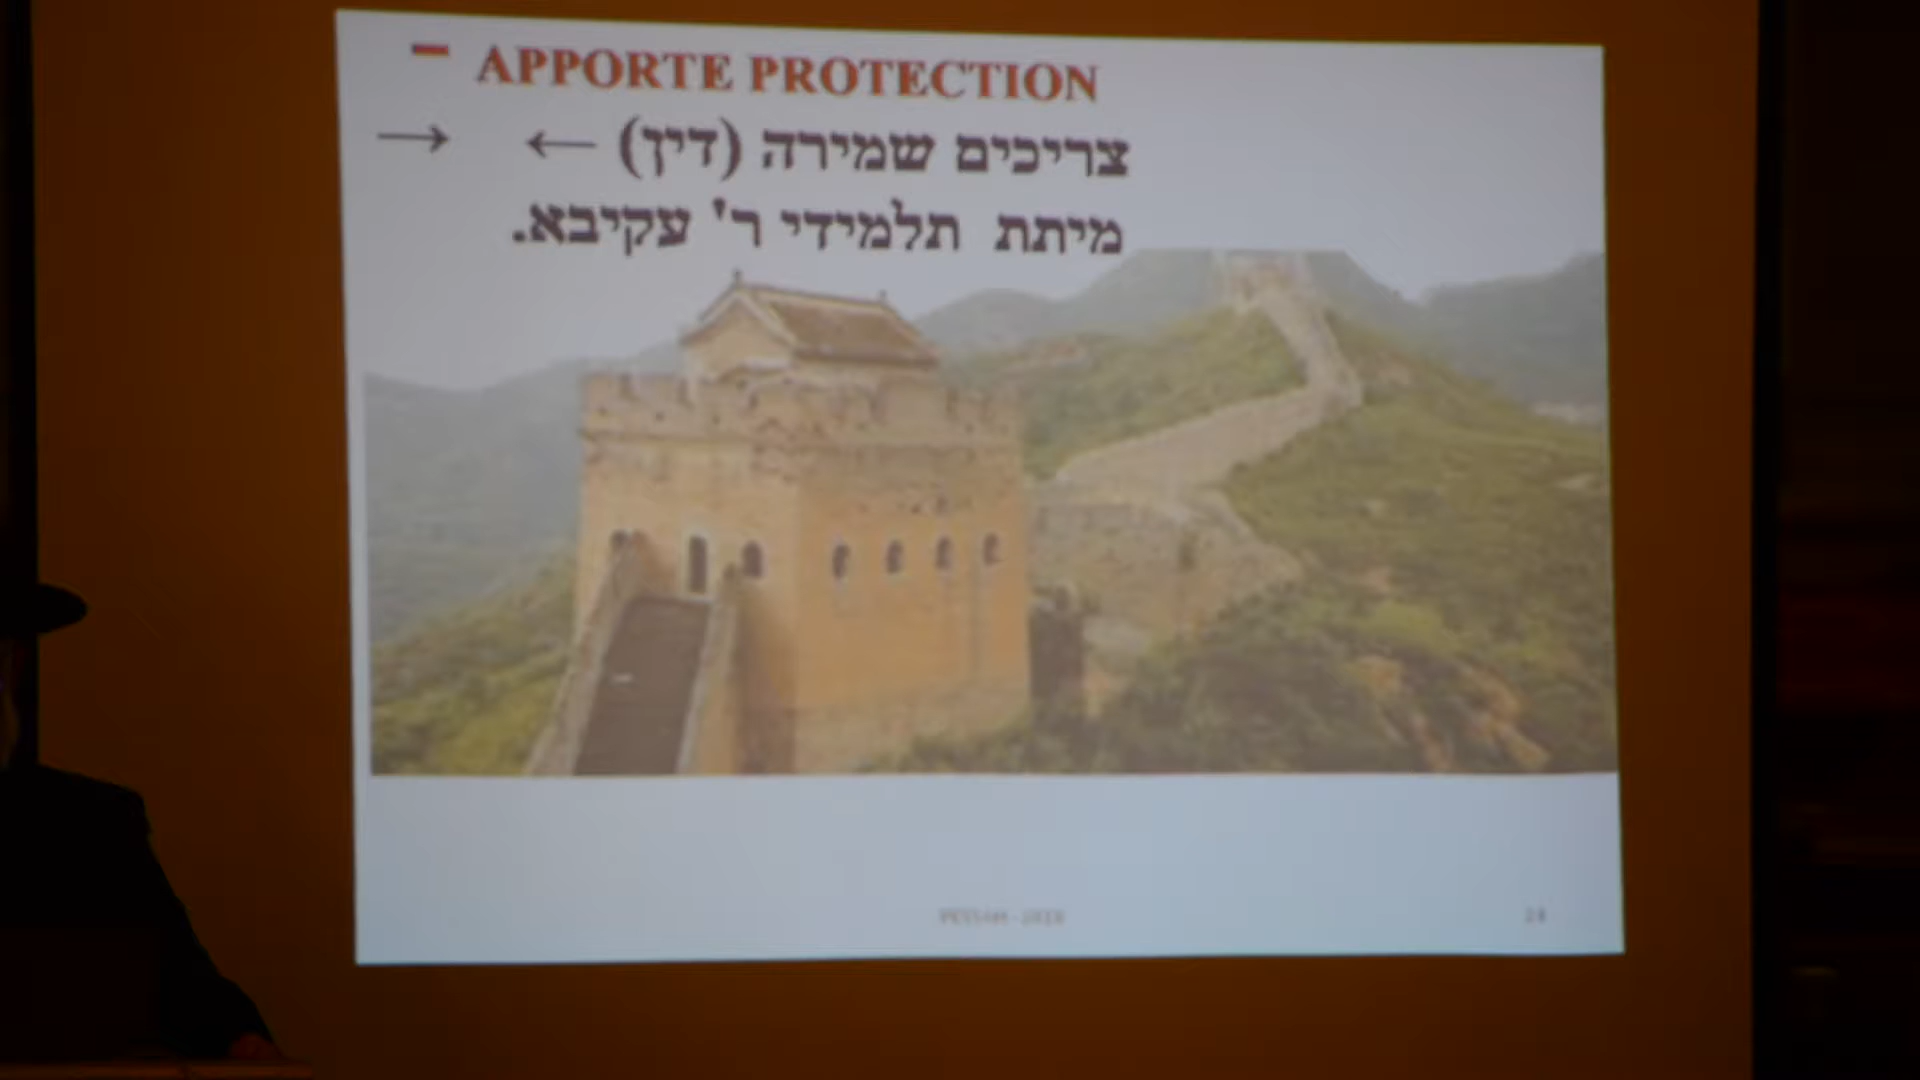 – APPORTE PROTECTION
צריכים שמירה (דין) ← →
מיתת תלמידי ר' עקיבא.